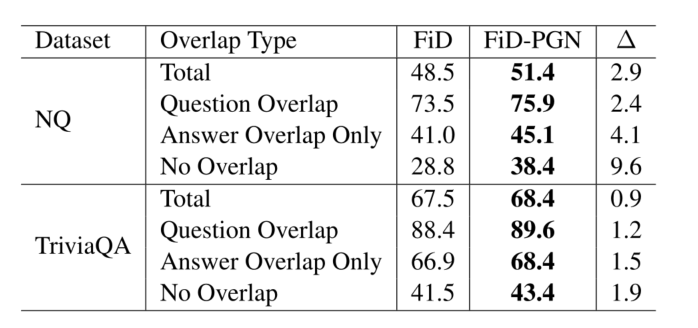 Dataset Overlap Type FiD FiD-PGN Δ
NQ
Total 48.5 51.4 2.9
Question Overlap 73.5 75.9 2.4
Answer Overlap Only 41.0 45.1 4.1
No Overlap 28.8 38.4 9.6
TriviaQA
Total 67.5 68.4 0.9
Question Overlap 88.4 89.6 1.2
Answer Overlap Only 66.9 68.4 1.5
No Overlap 41.5 43.4 1.9